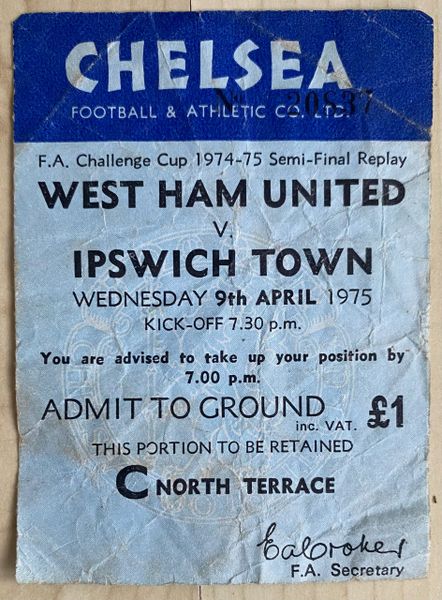 CHELSEA
FOOTBALL & ATHLETIC CO. LTD.
No 20837
F.A. Challenge Cup 1974-75 Semi-Final Replay
WEST HAM UNITED
V.
IPSWICH TOWN
WEDNESDAY 9th APRIL 1975
KICK-OFF 7.30 p.m.
You are advised to take up your position by
7.00 p.m.
ADMIT TO GROUND inc. VAT. £1
THIS PORTION TO BE RETAINED
C NORTH TERRACE
F.A. Secretary